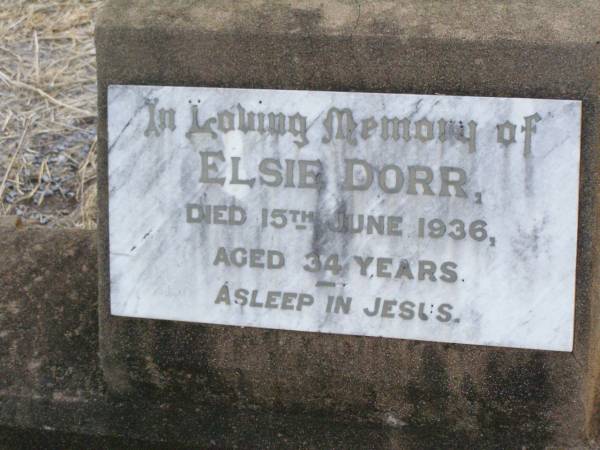 In Loving Memory of
ELSIE DORR,
DIED 15TH JUNE 1936,
AGED 34 YEARS.
ASLEEP IN JESUS.